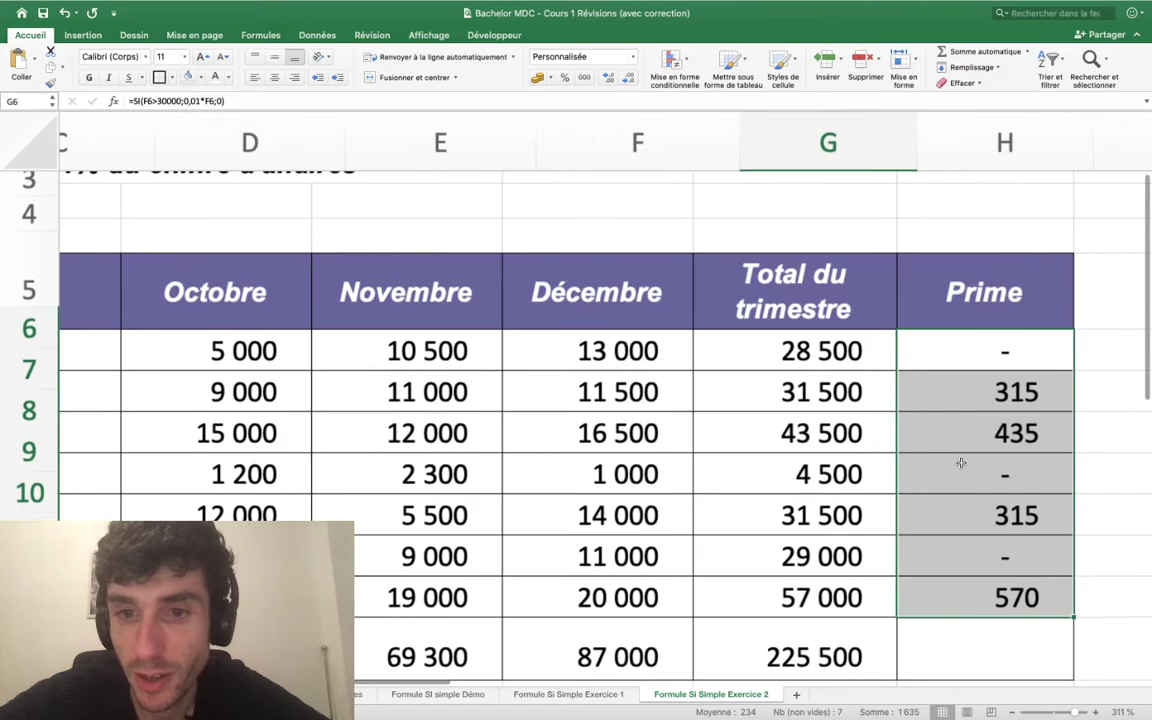 Bachelor MDC - Cours 1 Révisions (avec correction)
Rechercher dans la feu
Accueil Insertion Dessin Mise en page Formules Données Révision Affichage Développeur
Partager
Coller
Calibri (Corps) 11
G I S
Revenir à la ligne automatiquement
Fusionner et centrer
Personnalisée
% 000
Mise en forme conditionnelle
Mettre sous forme de tableau
Styles de cellule
Insérer
Supprimer
Mise en forme
Somme automatique
Remplissage
Effacer
Trier et filtrer
Rechercher et sélectionner
G6 fx =SI(F6>30000;0,01*F6;0)
C D E F G H
3
4
5 Octobre Novembre Décembre Total du trimestre Prime
6 5 000 10 500 13 000 28 500 -
7 9 000 11 000 11 500 31 500 315
8 15 000 12 000 16 500 43 500 435
9 1 200 2 300 1 000 4 500 -
10 12 000 5 500 14 000 31 500 315
9 000 11 000 29 000 -
19 000 20 000 57 000 570
69 300 87 000 225 500
Formule SI simple Démo Formule Si Simple Exercice 1 Formule Si Simple Exercice 2 +
Moyenne : 234 Nb (non vides) : 7 Somme : 1 635 311 %